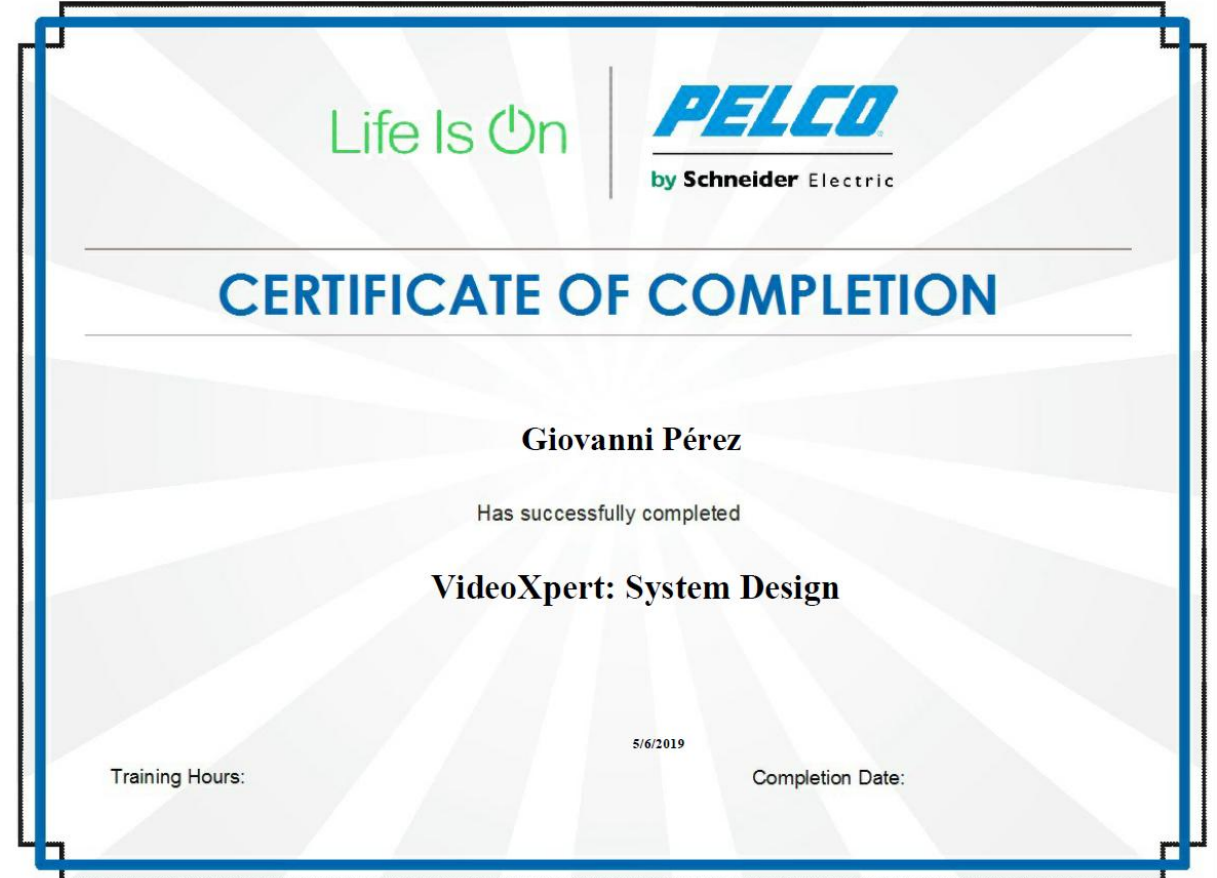 Life Is On
PELCO
by Schneider Electric
CERTIFICATE OF COMPLETION
Giovanni Pérez
Has successfully completed
VideoXpert: System Design
5/6/2019
Training Hours:
Completion Date: